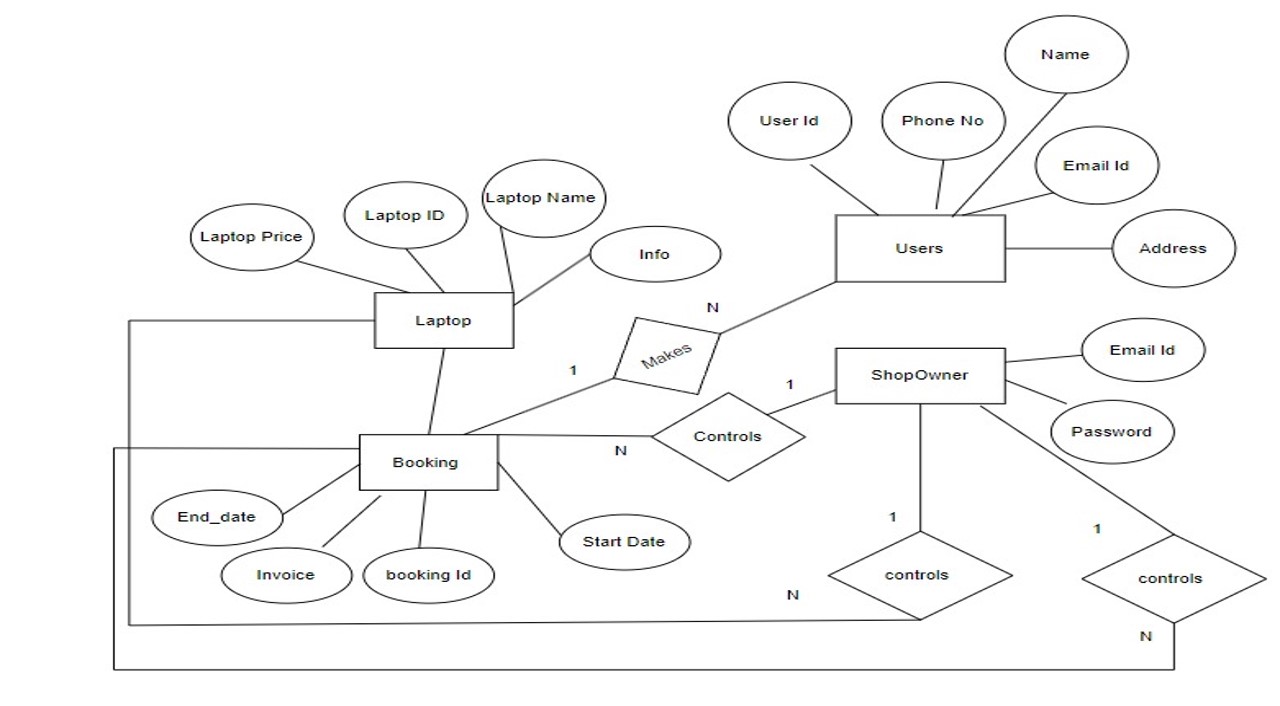 Name
User Id
Phone No
Email Id
Laptop Name
Laptop ID
Laptop Price
Info
Users
Address
N
Laptop
Makes
Email Id
1
ShopOwner
1
Controls
Password
N
Booking
End_date
1
1
Start Date
Invoice
booking Id
controls
controls
N
N